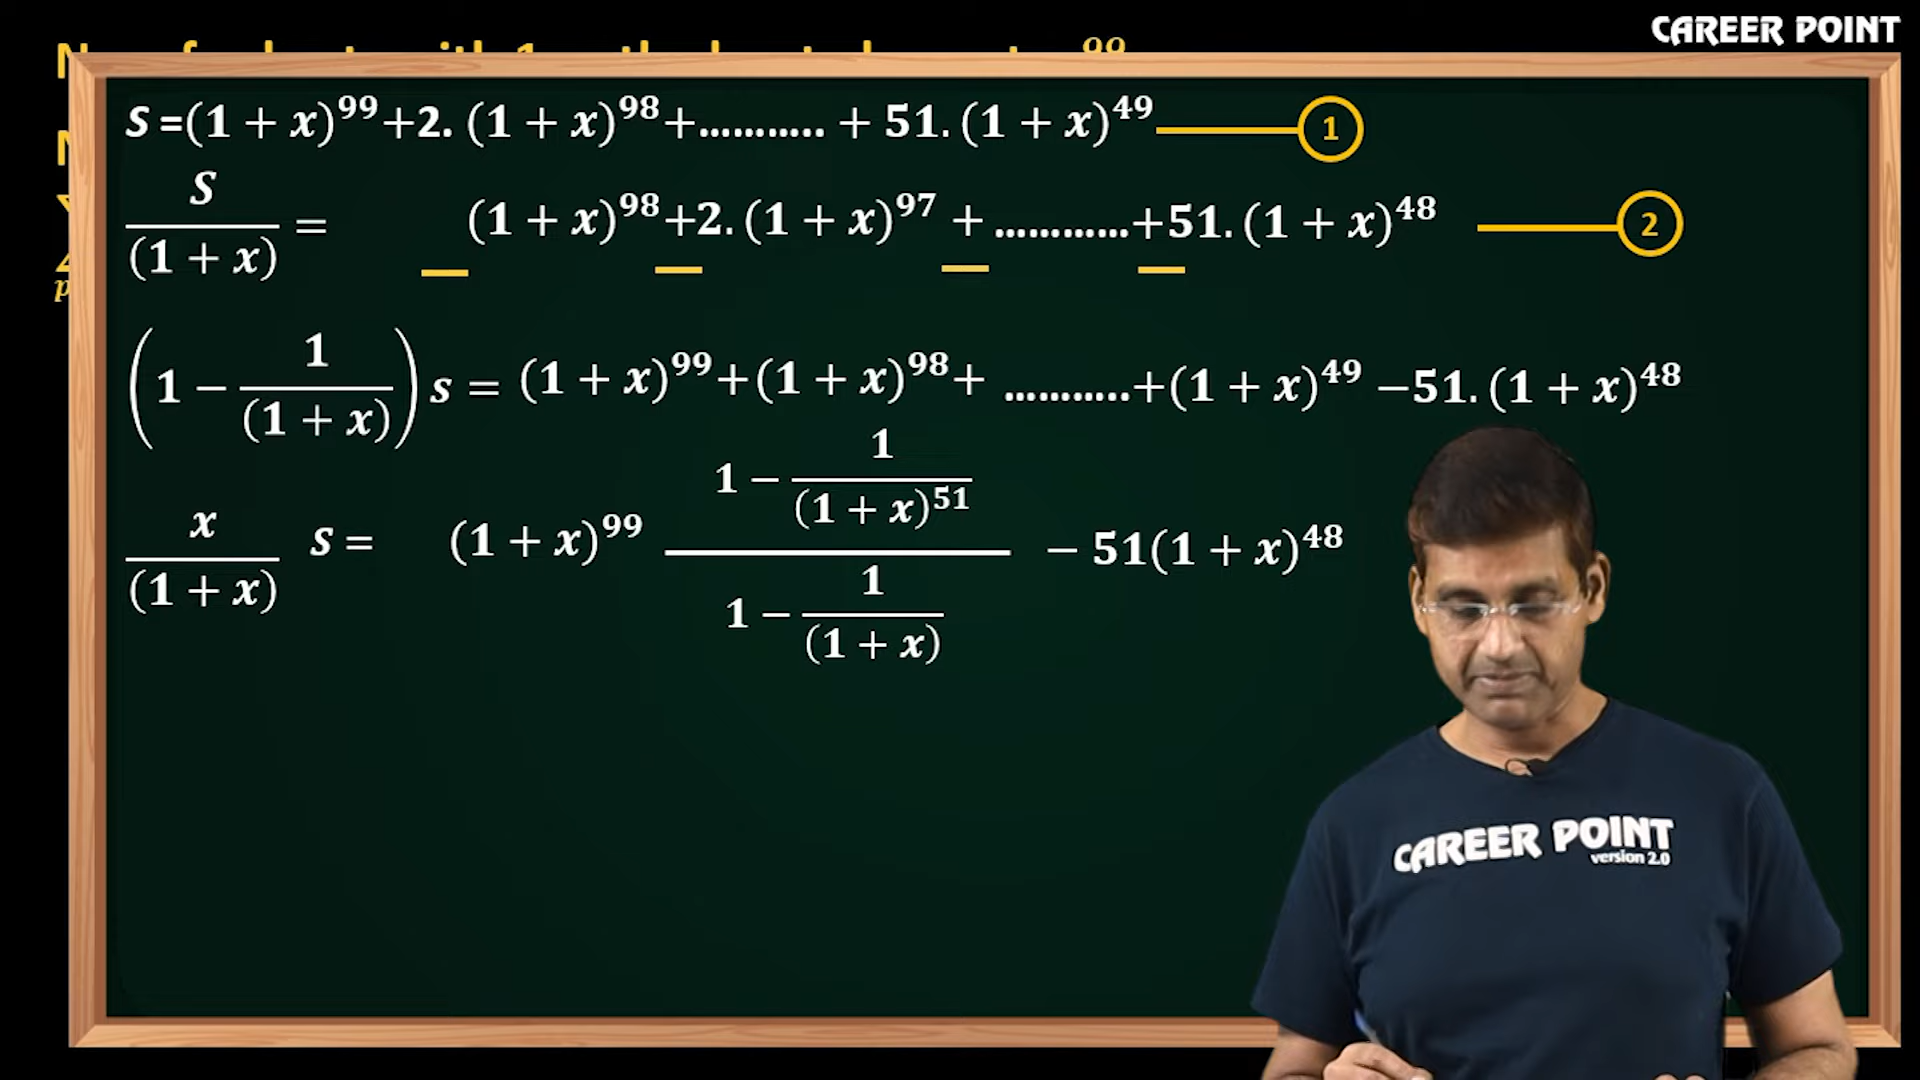 CAREER POINT
S =(1 + x)^99+2. (1 + x)^98+........... + 51. (1 + x)^49 1
S/(1 + x) = (1 + x)^98+2. (1 + x)^97 + .............+51. (1 + x)^48 2
_ _ _ _
(1 − 1/(1 + x)) s = (1 + x)^99+(1 + x)^98+ ............+(1 + x)^49 −51. (1 + x)^48
x/(1 + x) s = (1 + x)^99 (1 − 1/(1 + x)^51)/(1 − 1/(1 + x)) − 51(1 + x)^48
CAREER POINT
version 2.0